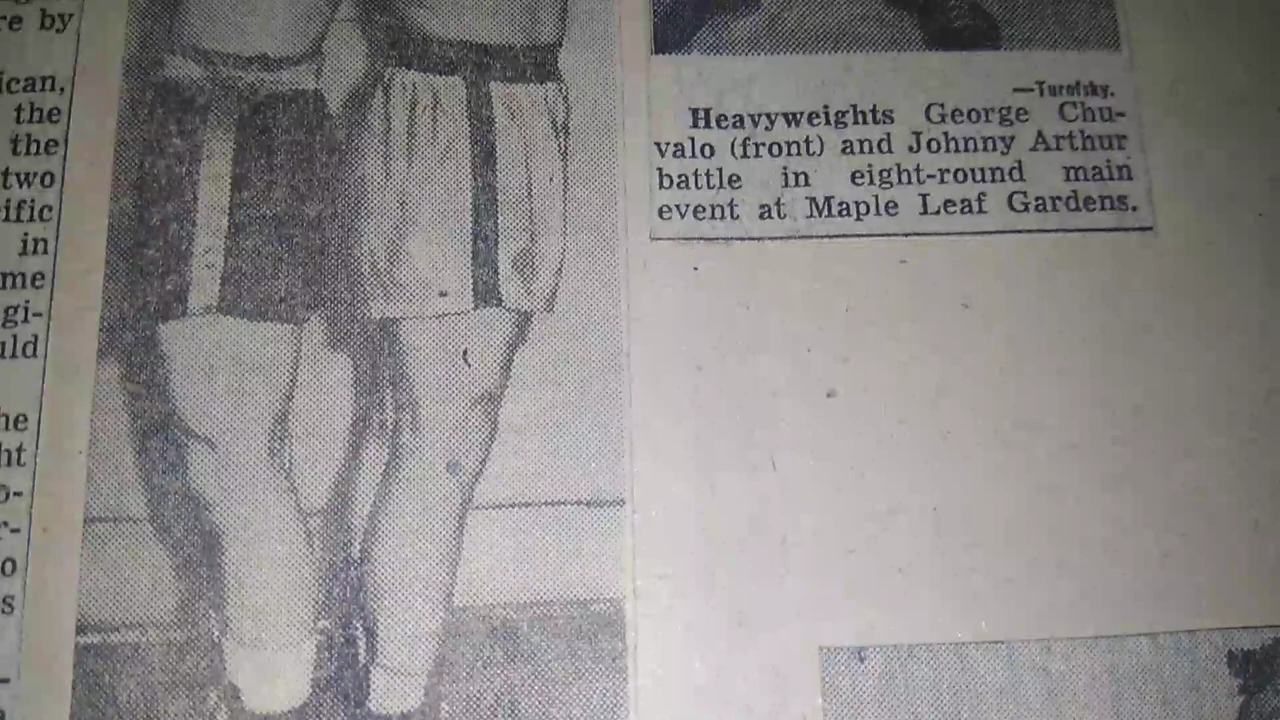 re by
ican,
the
the
two
ific
in
me
gi-
uld
he
ht
o-
r-
o
s
—Turofsky.
Heavyweights George Chu-
valo (front) and Johnny Arthur
battle in eight-round main
event at Maple Leaf Gardens.